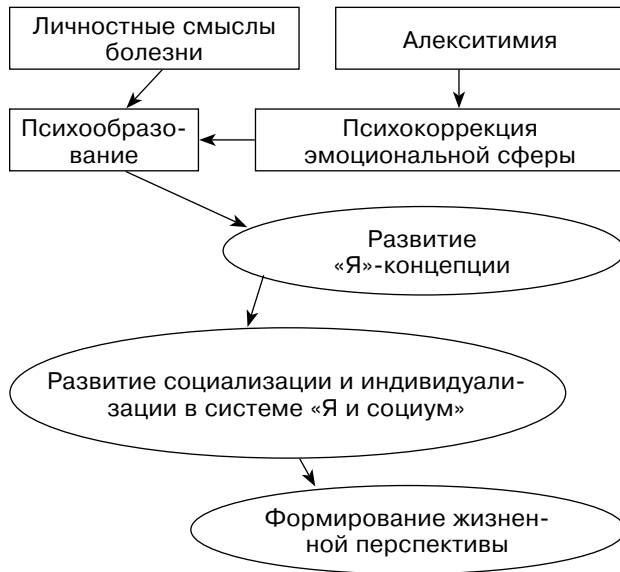 Личностные смыслы
болезни
Алекситимия
Психообразо-
вание
Психокоррекция
эмоциональной сферы
Развитие
«Я»-концепции
Развитие социализации и индивидуали-
зации в системе «Я и социум»
Формирование жизнен-
ной перспективы